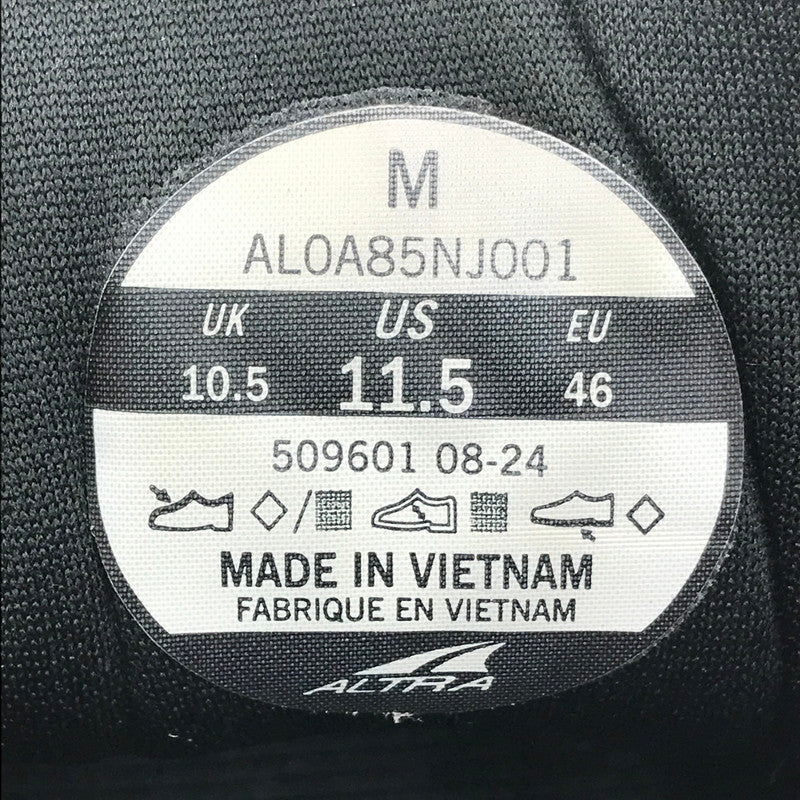 M
AL0A85NJ001
UK US EU
10.5 11.5 46
509601 08-24
MADE IN VIETNAM
FABRIQUE EN VIETNAM
ALTRA